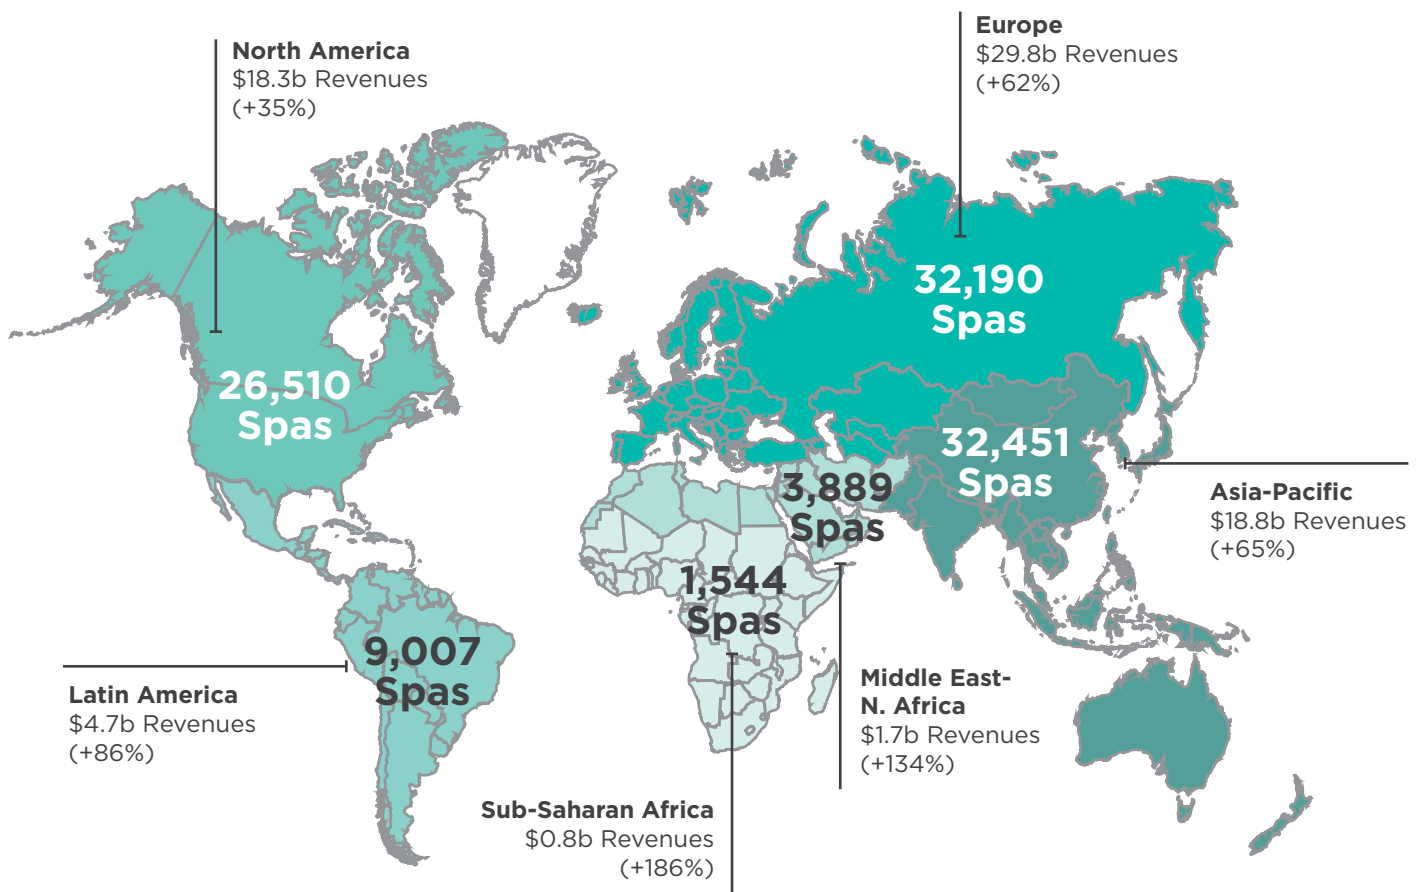 North America
$18.3b Revenues
(+35%)
Europe
$29.8b Revenues
(+62%)
32,190
Spas
26,510
Spas
32,451
Spas
3,889
Spas
Asia-Pacific
$18.8b Revenues
(+65%)
1,544
Spas
9,007
Spas
Latin America
$4.7b Revenues
(+86%)
Middle East-
N. Africa
$1.7b Revenues
(+134%)
Sub-Saharan Africa
$0.8b Revenues
(+186%)